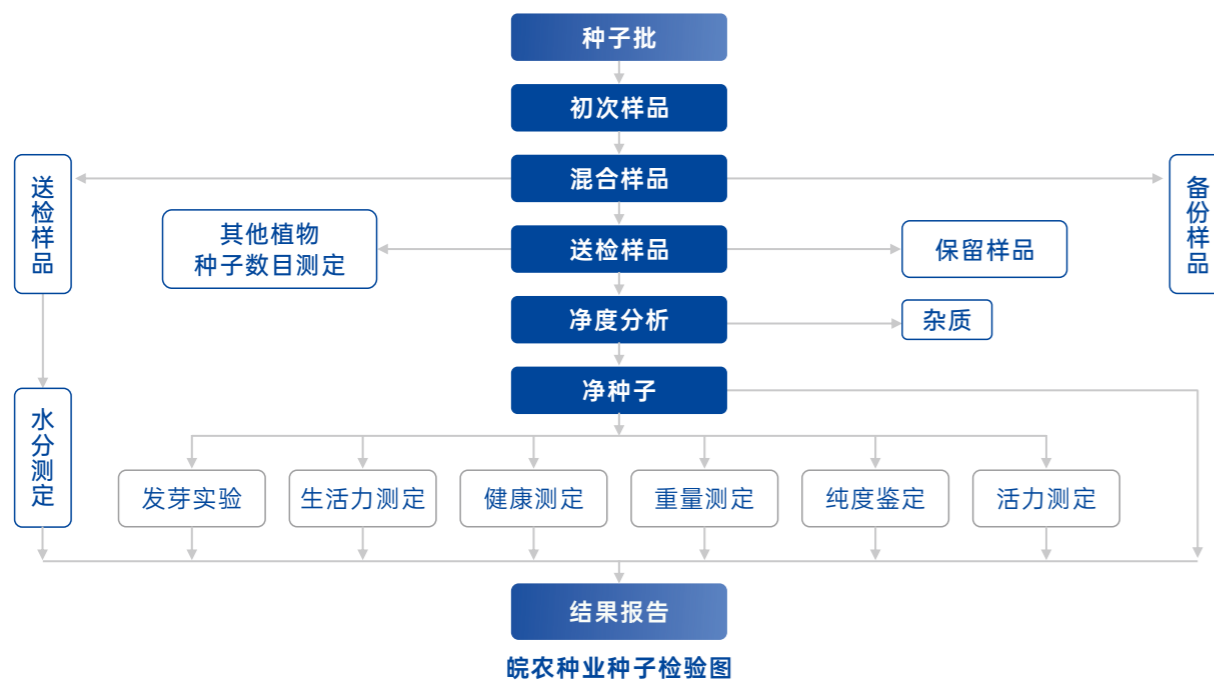 种子批
初次样品
混合样品
送检样品
备份样品
其他植物
种子数目测定
送检样品
保留样品
净度分析
杂质
净种子
水分测定
发芽实验
生活力测定
健康测定
重量测定
纯度鉴定
活力测定
结果报告
皖农种业种子检验图